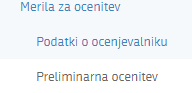 Merila za ocenitev
Podatki o ocenjevalniku
Preliminarna ocenitev